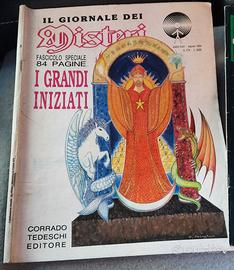 IL GIORNALE DEI
Misteri
FASCICOLO SPECIALE
84 PAGINE
I GRANDI
INIZIATI
CORRADO
TEDESCHI
EDITORE